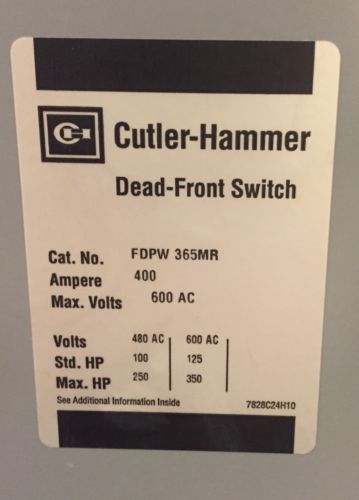 Cutler-Hammer
Dead-Front Switch
Cat. No. FDPW 365MR
Ampere 400
Max. Volts 600 AC
Volts 480 AC 600 AC
Std. HP 100 125
Max. HP 250 350
See Additional Information Inside 7828C24H10